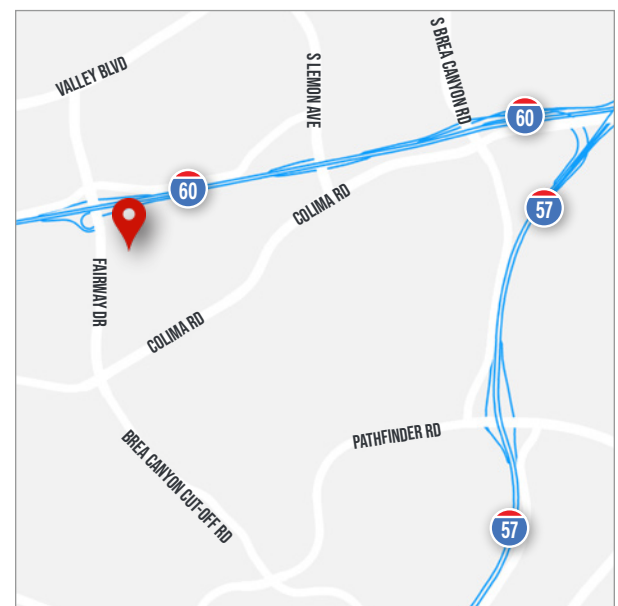 VALLEY BLVD
S LEMON AVE
S BREA CANYON RD
60
60
57
COLIMA RD
FAIRWAY DR
COLIMA RD
PATHFINDER RD
BREA CANYON CUT-OFF RD
57